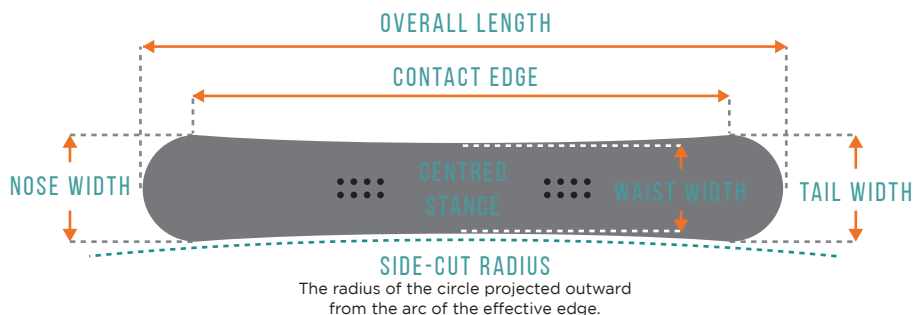 OVERALL LENGTH
CONTACT EDGE
NOSE WIDTH
CENTRED
STANCE
WAIST WIDTH
TAIL WIDTH
SIDE-CUT RADIUS
The radius of the circle projected outward
from the arc of the effective edge.